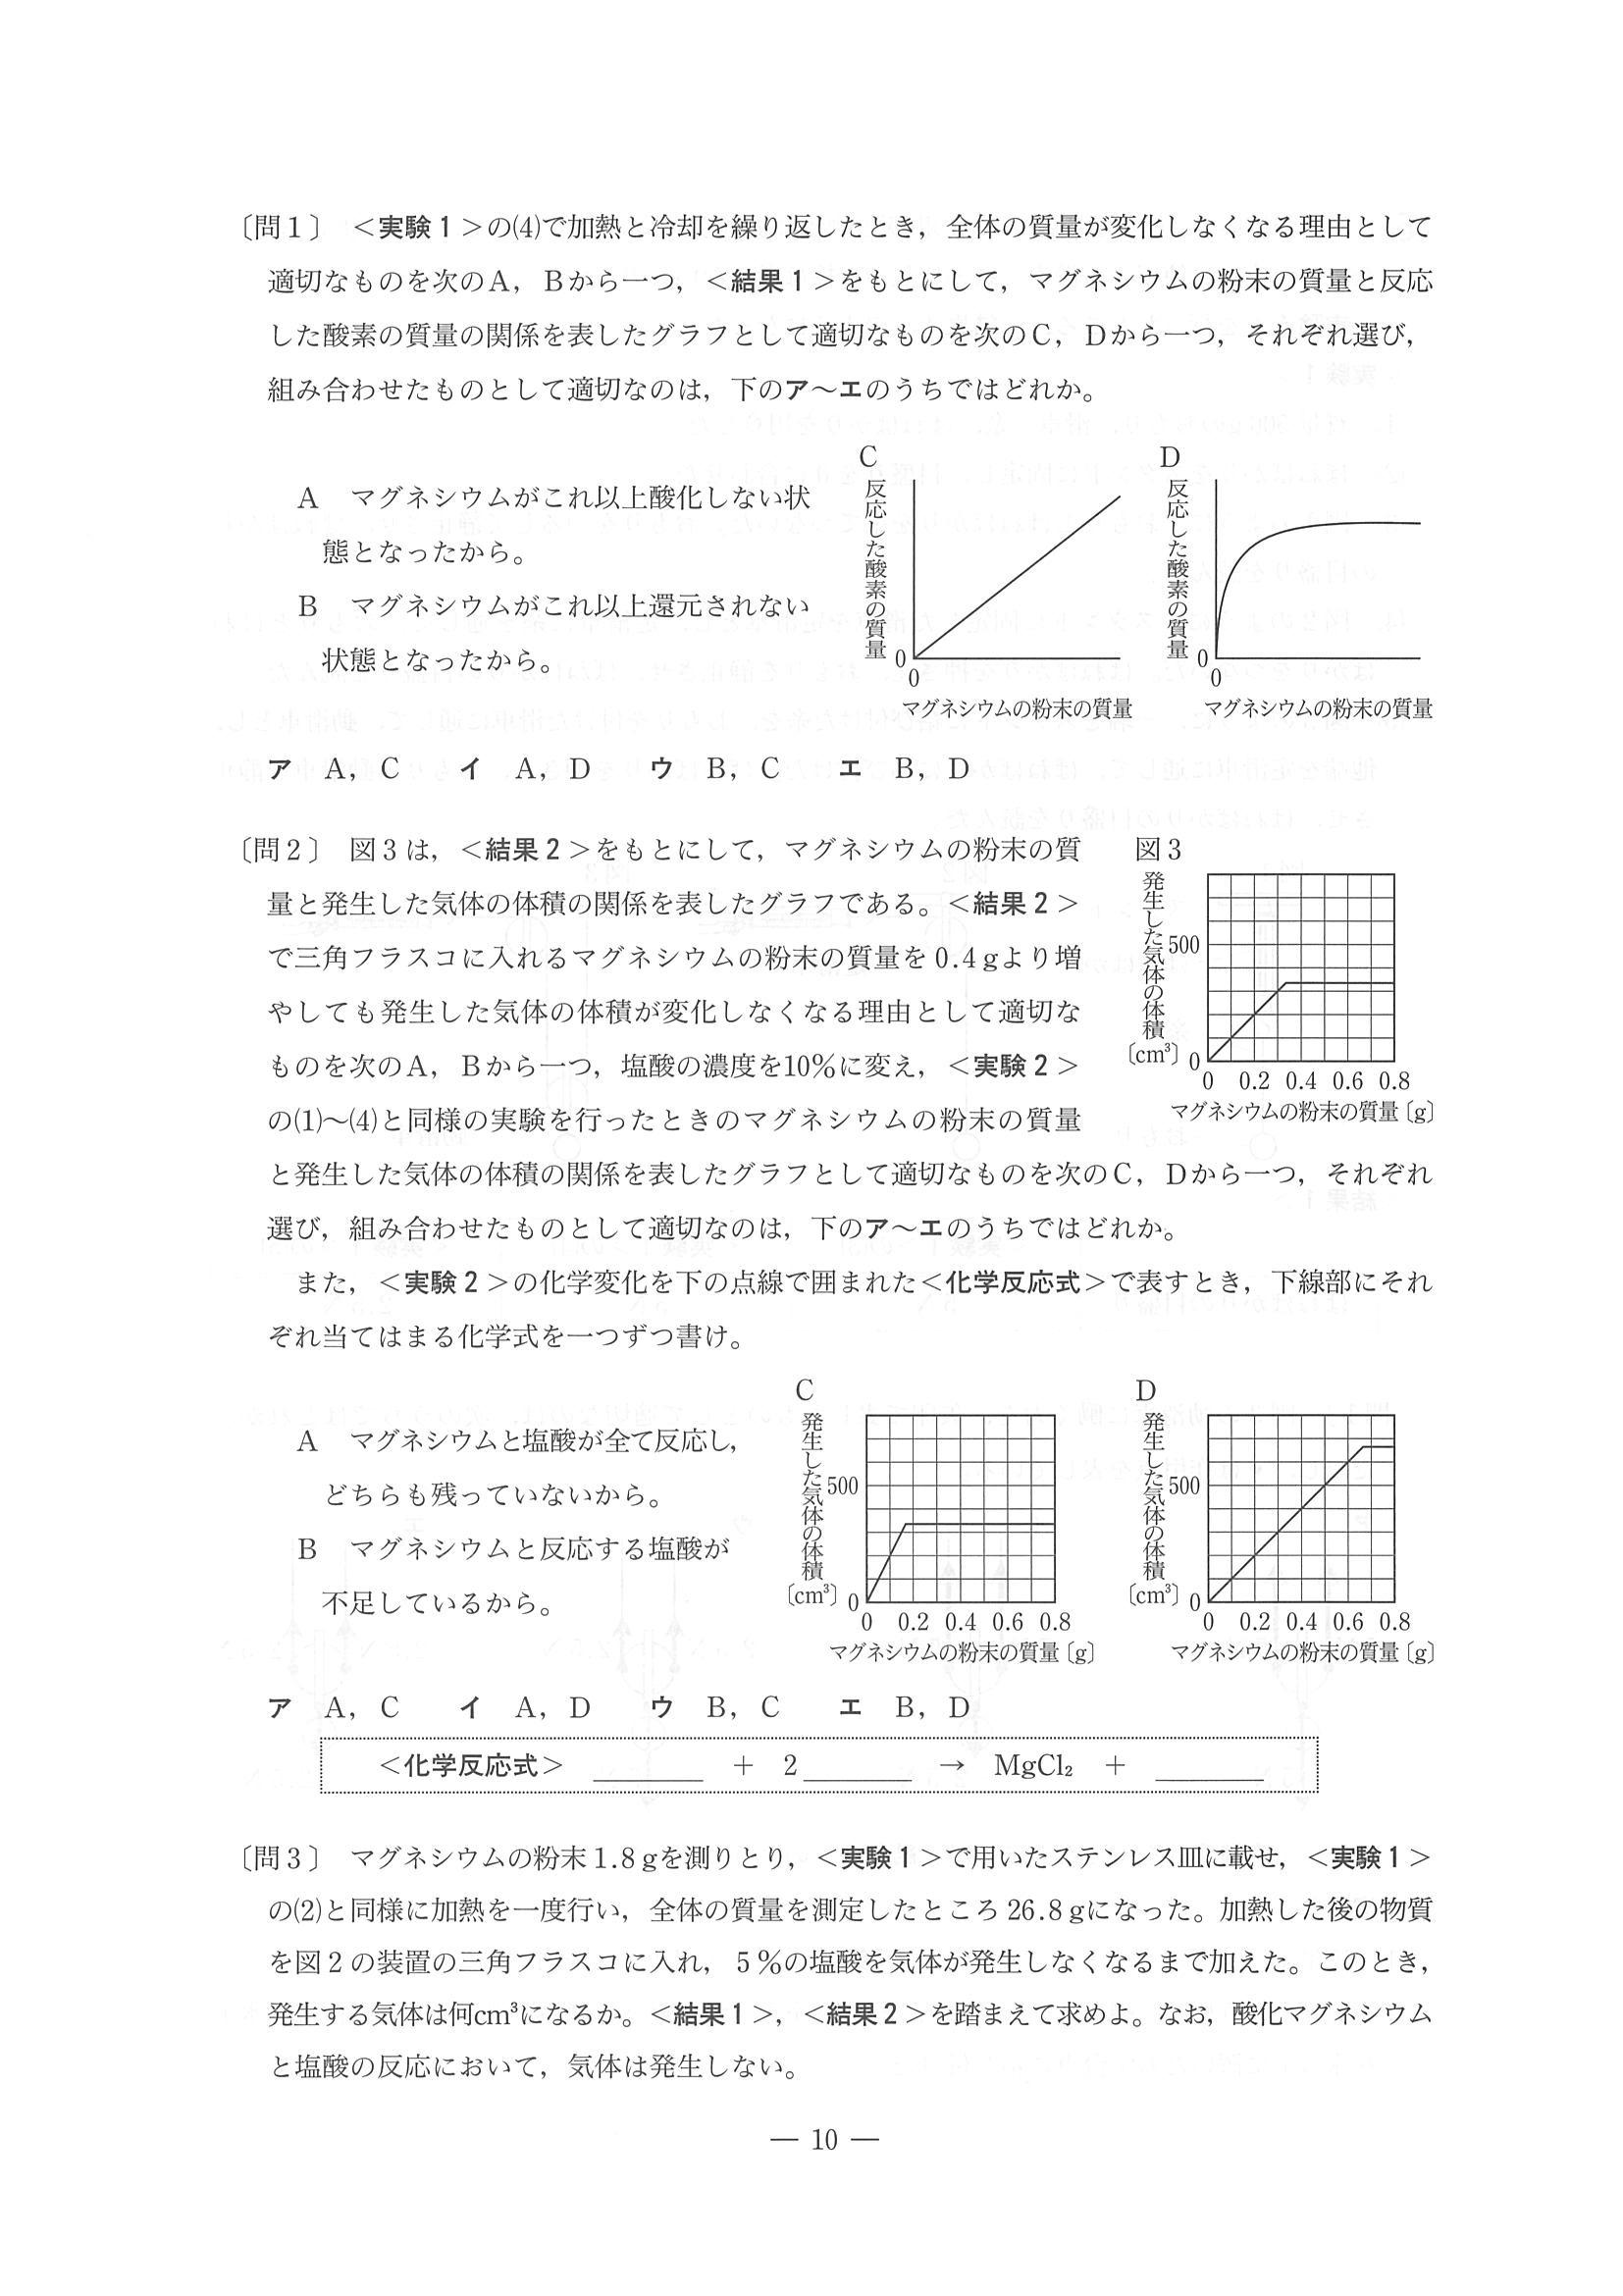 〔問1〕 ＜実験1＞の(4)で加熱と冷却を繰り返したとき，全体の質量が変化しなくなる理由として
適切なものを次のA，Bから一つ，＜結果1＞をもとにして，マグネシウムの粉末の質量と反応
した酸素の質量の関係を表したグラフとして適切なものを次のC，Dから一つ，それぞれ選び，
組み合わせたものとして適切なのは，下のア～エのうちではどれか。
A マグネシウムがこれ以上酸化しない状
態となったから。
B マグネシウムがこれ以上還元されない
状態となったから。
C
反応した酸素の質量
0
0
マグネシウムの粉末の質量
D
反応した酸素の質量
0
0
マグネシウムの粉末の質量
ア A，C イ A，D ウ B，C エ B，D
〔問2〕 図3は，＜結果2＞をもとにして，マグネシウムの粉末の質
量と発生した気体の体積の関係を表したグラフである。＜結果2＞
で三角フラスコに入れるマグネシウムの粉末の質量を0.4gより増
やしても発生した気体の体積が変化しなくなる理由として適切な
ものを次のA，Bから一つ，塩酸の濃度を10%に変え，＜実験2＞
の(1)～(4)と同様の実験を行ったときのマグネシウムの粉末の質量
と発生した気体の体積の関係を表したグラフとして適切なものを次のC，Dから一つ，それぞれ
選び，組み合わせたものとして適切なのは，下のア～エのうちではどれか。
図3
発生した気体の体積
〔cm³〕
500
0
0 0.2 0.4 0.6 0.8
マグネシウムの粉末の質量〔g〕
また，＜実験2＞の化学変化を下の点線で囲まれた＜化学反応式＞で表すとき，下線部にそれ
ぞれ当てはまる化学式を一つずつ書け。
A マグネシウムと塩酸が全て反応し，
どちらも残っていないから。
B マグネシウムと反応する塩酸が
不足しているから。
C
発生した気体の体積
〔cm³〕
500
0
0 0.2 0.4 0.6 0.8
マグネシウムの粉末の質量〔g〕
D
発生した気体の体積
〔cm³〕
500
0
0 0.2 0.4 0.6 0.8
マグネシウムの粉末の質量〔g〕
ア A，C イ A，D ウ B，C エ B，D
＜化学反応式＞ ＿＿＿＿ ＋ 2＿＿＿＿ → MgCl₂ ＋ ＿＿＿＿
〔問3〕 マグネシウムの粉末1.8gを測りとり，＜実験1＞で用いたステンレス皿に載せ，＜実験1＞
の(2)と同様に加熱を一度行い，全体の質量を測定したところ26.8gになった。加熱した後の物質
を図2の装置の三角フラスコに入れ，5%の塩酸を気体が発生しなくなるまで加えた。このとき，
発生する気体は何cm³になるか。＜結果1＞，＜結果2＞を踏まえて求めよ。なお，酸化マグネシウム
と塩酸の反応において，気体は発生しない。
— 10 —